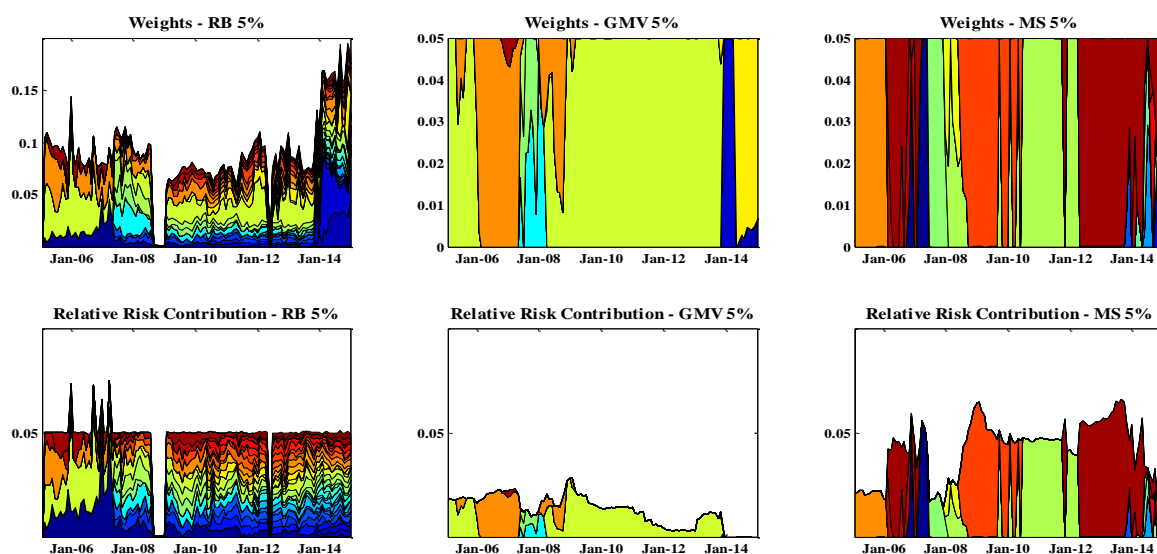 Weights - RB 5%
Weights - GMV 5%
Weights - MS 5%
0.15
0.1
0.05
Jan-06 Jan-08 Jan-10 Jan-12 Jan-14
0.05
0.04
0.03
0.02
0.01
0
Jan-06 Jan-08 Jan-10 Jan-12 Jan-14
0.05
0.04
0.03
0.02
0.01
0
Jan-06 Jan-08 Jan-10 Jan-12 Jan-14
Relative Risk Contribution - RB 5%
Relative Risk Contribution - GMV 5%
Relative Risk Contribution - MS 5%
0.05
Jan-06 Jan-08 Jan-10 Jan-12 Jan-14
0.05
Jan-06 Jan-08 Jan-10 Jan-12 Jan-14
0.05
Jan-06 Jan-08 Jan-10 Jan-12 Jan-14